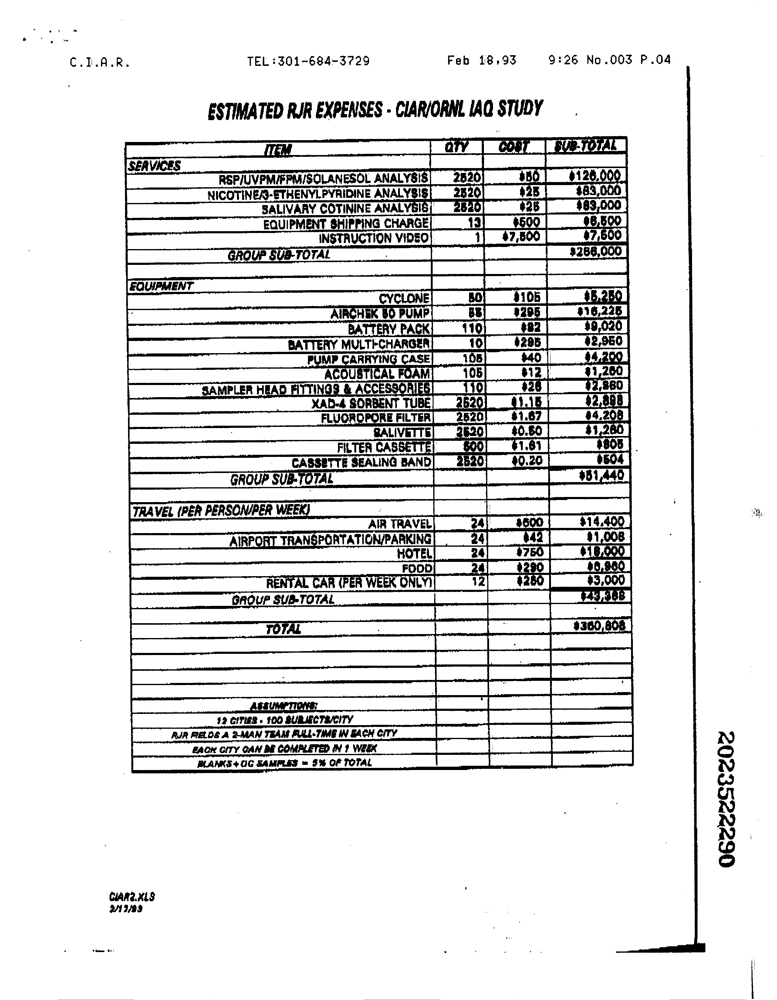 C.I.A.R. TEL:301-684-3729 Feb 18,93 9:26 No.003 P.04
ESTIMATED RJR EXPENSES - CIAR/ORNL IAQ STUDY
ITEM QTY COST SUB-TOTAL
SERVICES
RSP/UVPM/FPM/SOLANESOL ANALYSIS 2520 $50 $126,000
NICOTINE/3-ETHENYLPYRIDINE ANALYSIS 2520 $25 $63,000
SALIVARY COTININE ANALYSIS 2520 $25 $63,000
EQUIPMENT SHIPPING CHARGE 13 $500 $6,500
INSTRUCTION VIDEO 1 $7,500 $7,500
GROUP SUB-TOTAL $266,000
EQUIPMENT
CYCLONE 50 $105 $5,250
AIRCHEK 50 PUMP 55 $295 $16,225
BATTERY PACK 110 $82 $9,020
BATTERY MULTI-CHARGER 10 $295 $2,950
PUMP CARRYING CASE 105 $40 $4,200
ACOUSTICAL FOAM 105 $12 $1,260
SAMPLER HEAD FITTINGS & ACCESSORIES 110 $26 $2,860
XAD-4 SORBENT TUBE 2520 $1.15 $2,898
FLUOROPORE FILTER 2520 $1.67 $4,208
SALIVETTE 2520 $0.50 $1,260
FILTER CASSETTE 500 $1.61 $805
CASSETTE SEALING BAND 2520 $0.20 $504
GROUP SUB-TOTAL $51,440
TRAVEL (PER PERSON/PER WEEK)
AIR TRAVEL 24 $600 $14,400
AIRPORT TRANSPORTATION/PARKING 24 $42 $1,008
HOTEL 24 $750 $18,000
FOOD 24 $290 $6,960
RENTAL CAR (PER WEEK ONLY) 12 $250 $3,000
GROUP SUB-TOTAL $43,368
TOTAL $360,808
ASSUMPTIONS:
12 CITIES - 100 SUBJECTS/CITY
RJR FIELDS A 2-MAN TEAM FULL-TIME IN EACH CITY
EACH CITY CAN BE COMPLETED IN 1 WEEK
BLANKS + QC SAMPLES = 5% OF TOTAL
2023522290
CIAR2.XLS
2/17/93